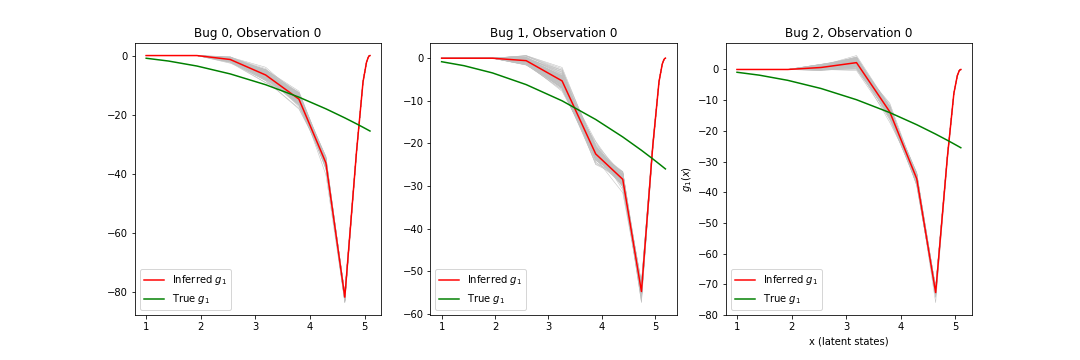 Bug 0, Observation 0
0
−20
−40
−60
−80
1 2 3 4 5
Inferred g₁
True g₁
Bug 1, Observation 0
0
−10
−20
−30
−40
−50
−60
1 2 3 4 5
Inferred g₁
True g₁
Bug 2, Observation 0
g₁(x)
0
−10
−20
−30
−40
−50
−60
−70
−80
1 2 3 4 5
x (latent states)
Inferred g₁
True g₁